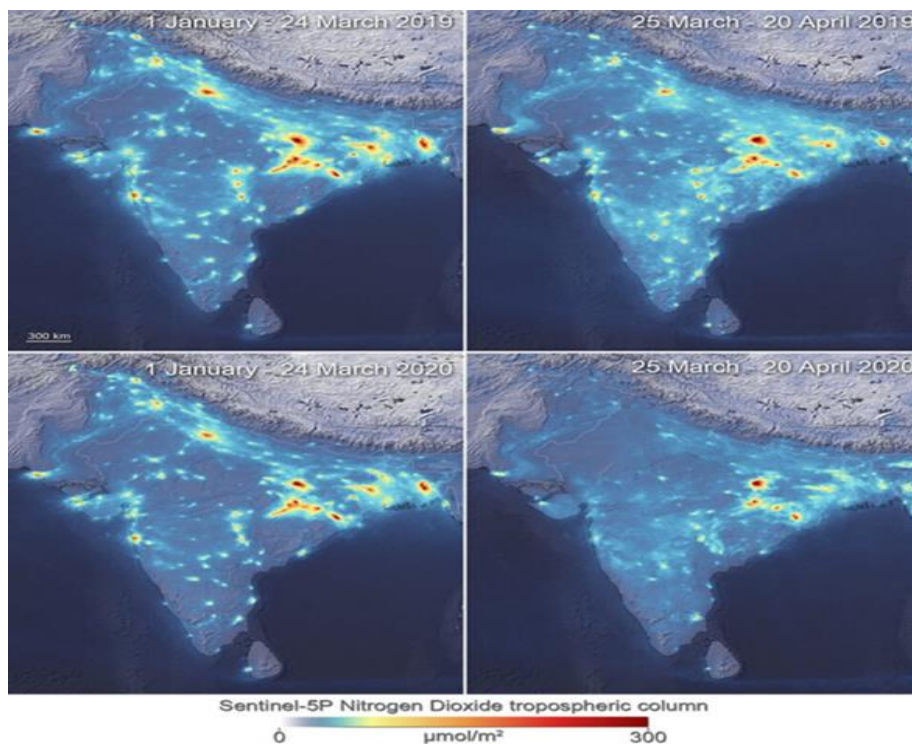 1 January - 24 March 2019
25 March - 20 April 2019
300 km
1 January - 24 March 2020
25 March - 20 April 2020
Sentinel-5P Nitrogen Dioxide tropospheric column
0
µmol/m²
300